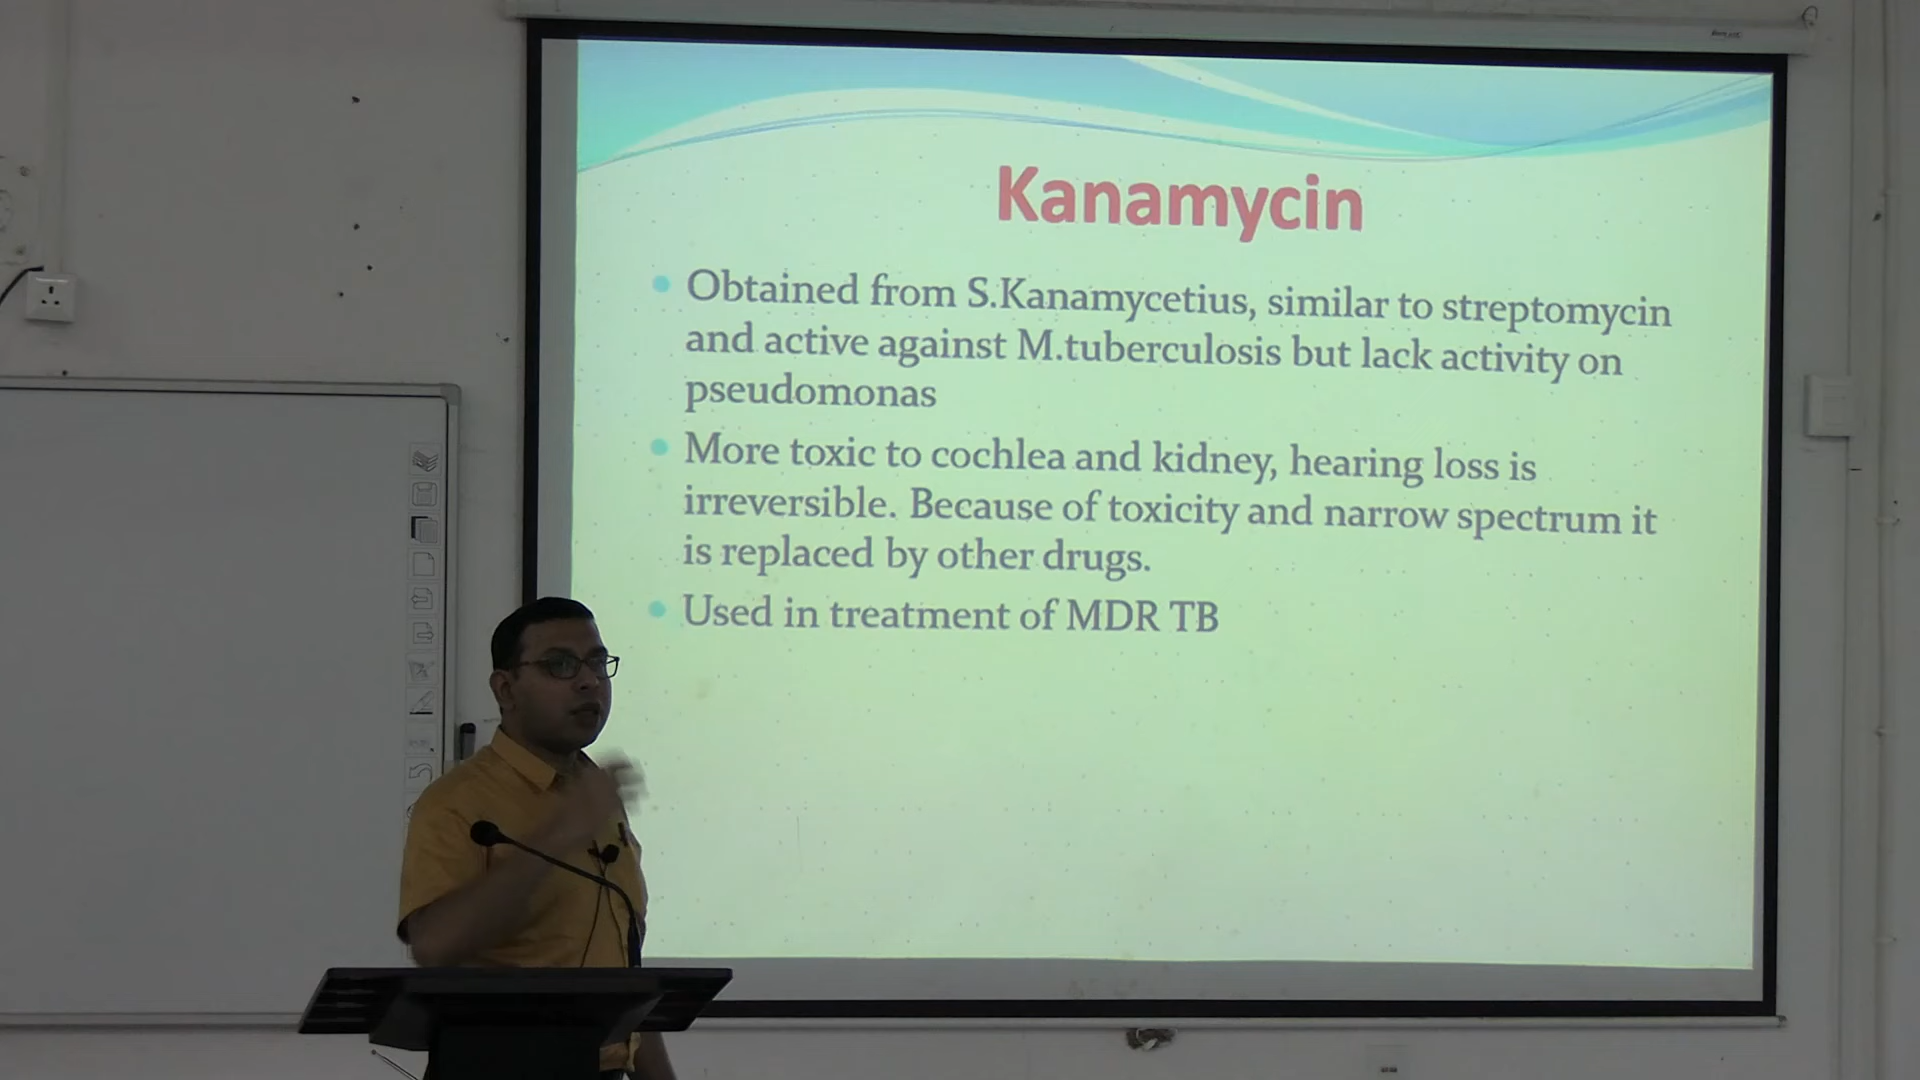 Kanamycin
Obtained from S.Kanamycetius, similar to streptomycin
and active against M.tuberculosis but lack activity on
pseudomonas
More toxic to cochlea and kidney, hearing loss is
irreversible. Because of toxicity and narrow spectrum it
is replaced by other drugs.
Used in treatment of MDR TB